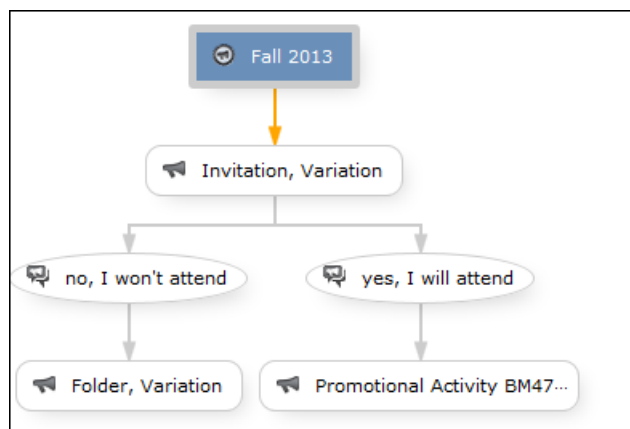 Fall 2013
Invitation, Variation
no, I won't attend
yes, I will attend
Folder, Variation
Promotional Activity BM47...